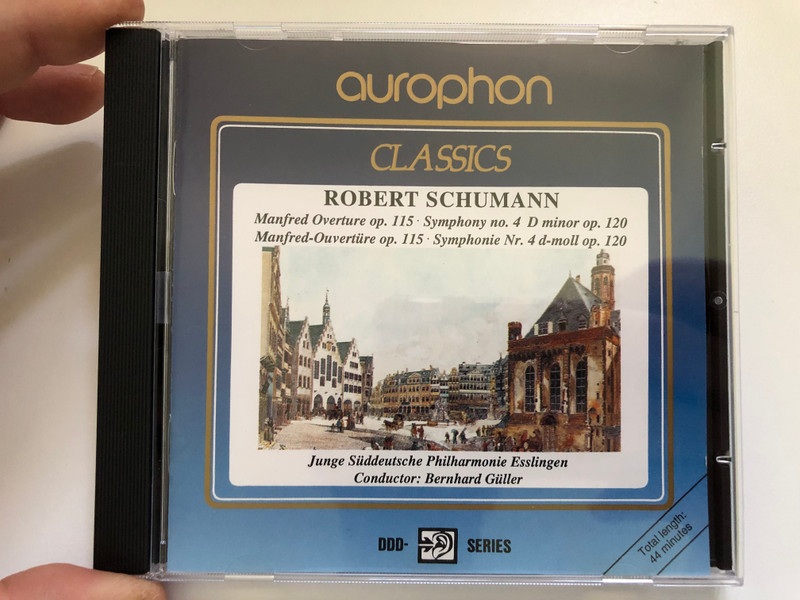 aurophon
CLASSICS
ROBERT SCHUMANN
Manfred Overture op. 115 · Symphony no. 4 D minor op. 120
Manfred-Ouvertüre op. 115 · Symphonie Nr. 4 d-moll op. 120
Junge Süddeutsche Philharmonie Esslingen
Conductor: Bernhard Güller
DDD- SERIES
Total length:
44 minutes